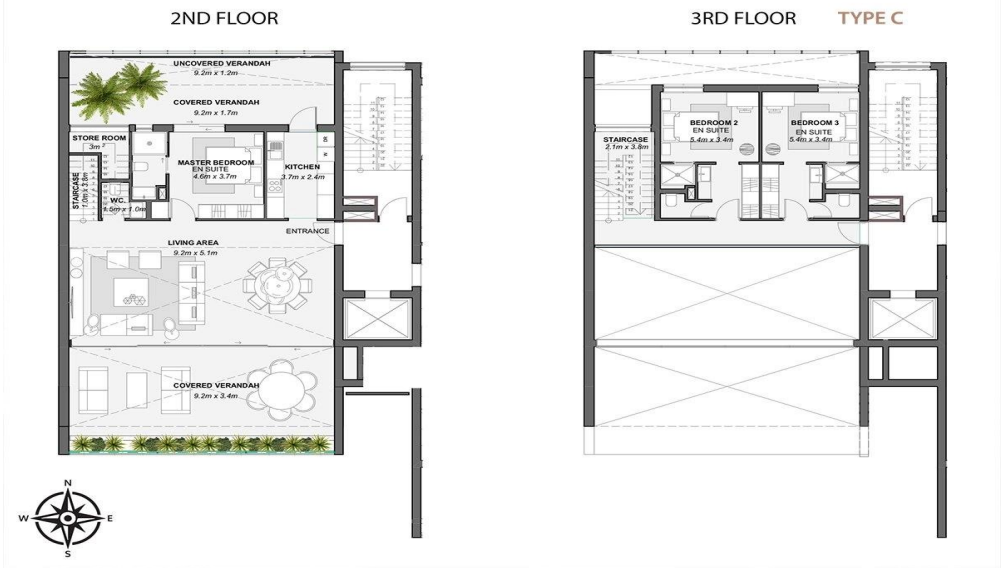 2ND FLOOR
3RD FLOOR
TYPE C
UNCOVERED VERANDAH
9.2m x 1.2m
COVERED VERANDAH
9.2m x 1.7m
STORE ROOM
3m ²
MASTER BEDROOM
EN SUITE
4.6m x 3.7m
KITCHEN
3.7m x 2.4m
STAIRCASE
1.0m x 3.8m
WC.
1.5m x 1.0m
ENTRANCE
LIVING AREA
9.2m x 5.1m
COVERED VERANDAH
9.2m x 3.4m
BEDROOM 2
EN SUITE
5.4m x 3.4m
BEDROOM 3
EN SUITE
5.4m x 3.4m
STAIRCASE
2.1m x 3.8m
N
W
E
S